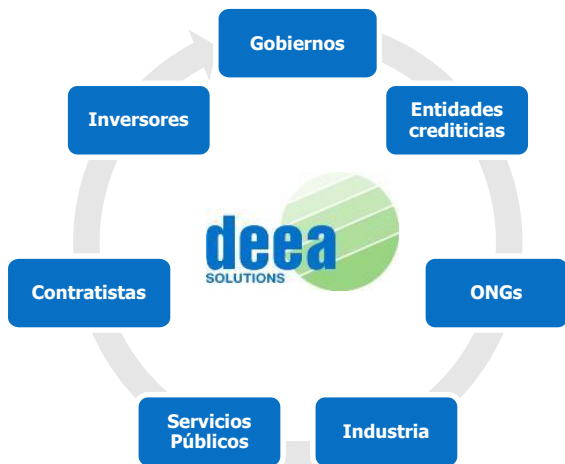 Gobiernos
Entidades
crediticias
ONGs
Industria
Servicios
Públicos
Contratistas
Inversores
deea
SOLUTIONS